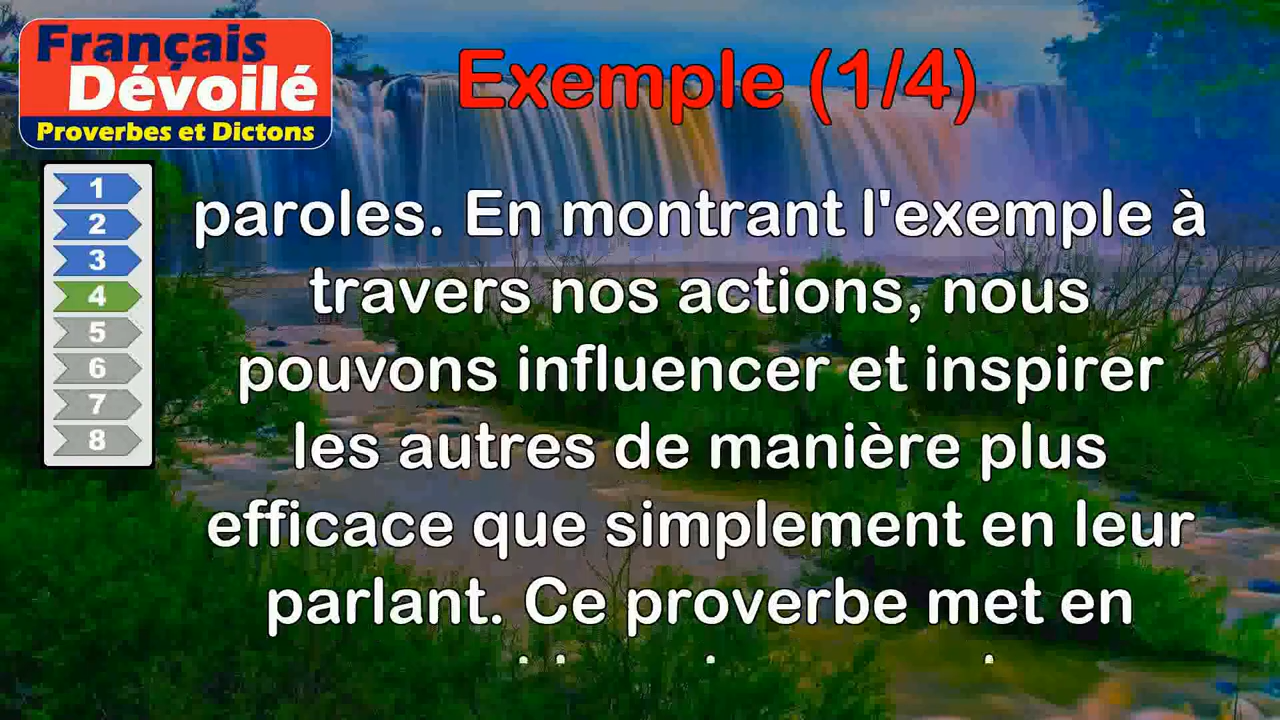 Français
Dévoilé
Proverbes et Dictons
Exemple (1/4)
1
2
3
4
5
6
7
8
paroles. En montrant l'exemple à
travers nos actions, nous
pouvons influencer et inspirer
les autres de manière plus
efficace que simplement en leur
parlant. Ce proverbe met en